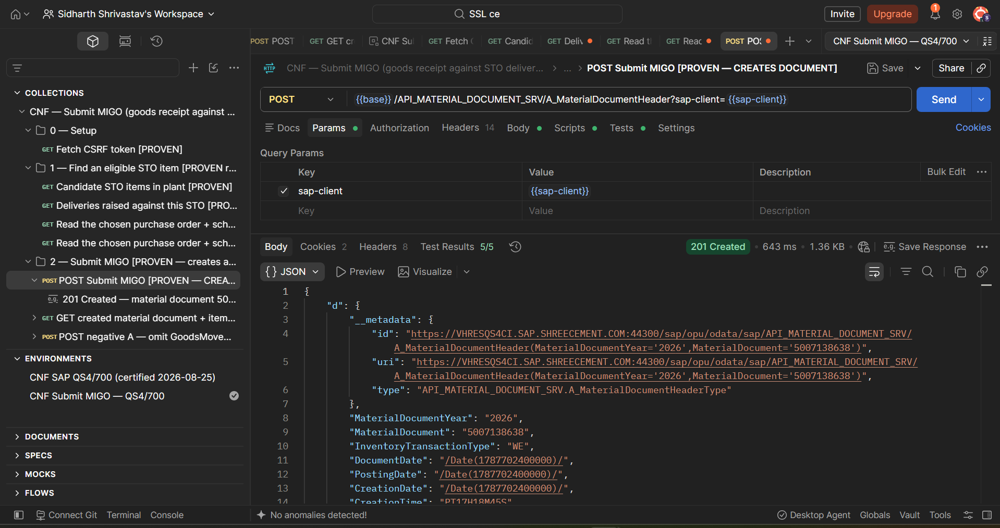 Sidharth Shrivastav's Workspace
SSL ce
Invite
Upgrade
1
s
POST POST
GET GET cr
CNF Su
GET Fetch
GET Candid
GET Deliv
GET Read t
GET Reac
POST POS
CNF Submit MIGO — QS4/700
HTTP
CNF — Submit MIGO (goods receipt against STO deliver... > ... > POST Submit MIGO [PROVEN — CREATES DOCUMENT]
Save
Share
POST
{{base}} /API_MATERIAL_DOCUMENT_SRV/A_MaterialDocumentHeader?sap-client= {{sap-client}}
Send
Docs Params Authorization Headers 14 Body Scripts Tests Settings
Cookies
Query Params
Key Value Description Bulk Edit
sap-client {{sap-client}}
Key Value Description
COLLECTIONS
CNF — Submit MIGO (goods receipt against ...
0 — Setup
GET Fetch CSRF token [PROVEN]
1 — Find an eligible STO item [PROVEN r...
GET Candidate STO items in plant [PROVEN]
GET Deliveries raised against this STO [PRO...
GET Read the chosen purchase order + sch...
GET Read the chosen purchase order + sch...
2 — Submit MIGO [PROVEN — creates a...
POST POST Submit MIGO [PROVEN — CREA...
e.g. 201 Created — material document 50...
GET GET created material document + item...
POST POST negative A — omit GoodsMove...
ENVIRONMENTS
CNF SAP QS4/700 (certified 2026-08-25)
CNF Submit MIGO — QS4/700
DOCUMENTS
SPECS
MOCKS
FLOWS
Body Cookies 2 Headers 8 Test Results 5/5
201 Created 643 ms 1.36 KB e.g. Save Response
{} JSON Preview Visualize
1 {
2 "d": {
3 "__metadata": {
4 "id": "https://VHRESQS4CI.SAP.SHREECEMENT.COM:44300/sap/opu/odata/sap/API_MATERIAL_DOCUMENT_SRV/
A_MaterialDocumentHeader(MaterialDocumentYear='2026',MaterialDocument='5007138638')",
5 "uri": "https://VHRESQS4CI.SAP.SHREECEMENT.COM:44300/sap/opu/odata/sap/API_MATERIAL_DOCUMENT_SRV/
A_MaterialDocumentHeader(MaterialDocumentYear='2026',MaterialDocument='5007138638')",
6 "type": "API_MATERIAL_DOCUMENT_SRV.A_MaterialDocumentHeaderType"
7 },
8 "MaterialDocumentYear": "2026",
9 "MaterialDocument": "5007138638",
10 "InventoryTransactionType": "WE",
11 "DocumentDate": "/Date(1787702400000)/",
12 "PostingDate": "/Date(1787702400000)/",
13 "CreationDate": "/Date(1787702400000)/",
14 "CreationTime": "PT17H18M45S"
Connect Git Terminal Console
No anomalies detected!
Desktop Agent Globals Vault Tools